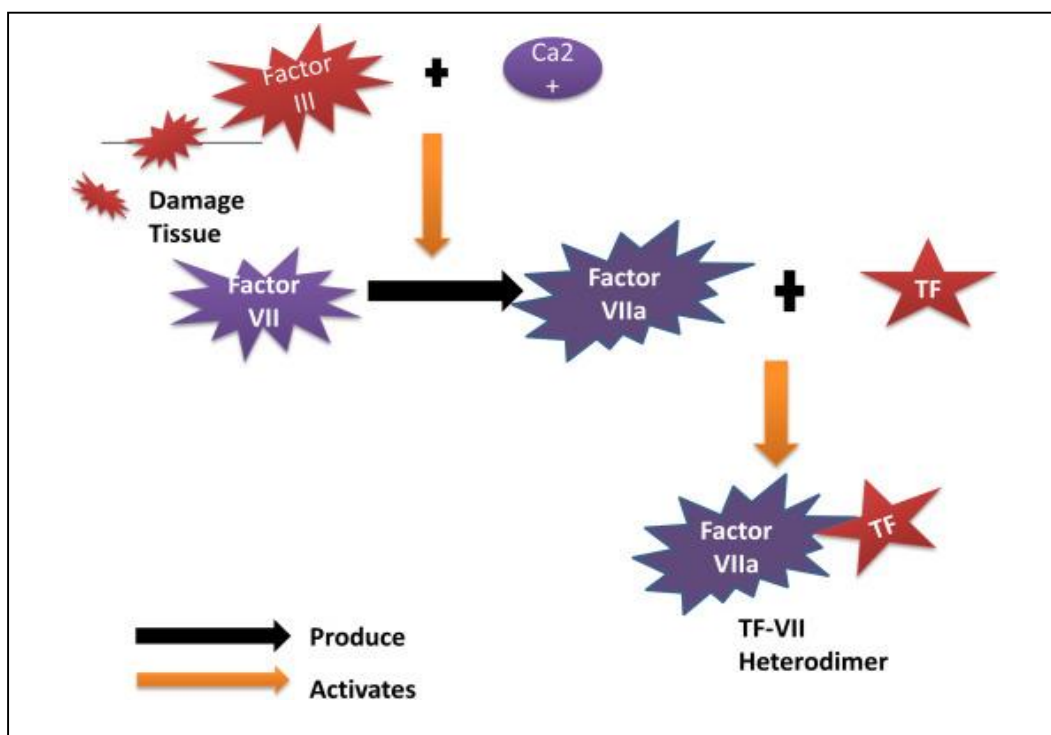 Factor
III
Ca2
+
Damage
Tissue
Factor
VII
Factor
VIIa
TF
Factor
VIIa
TF
TF-VII
Heterodimer
Produce
Activates